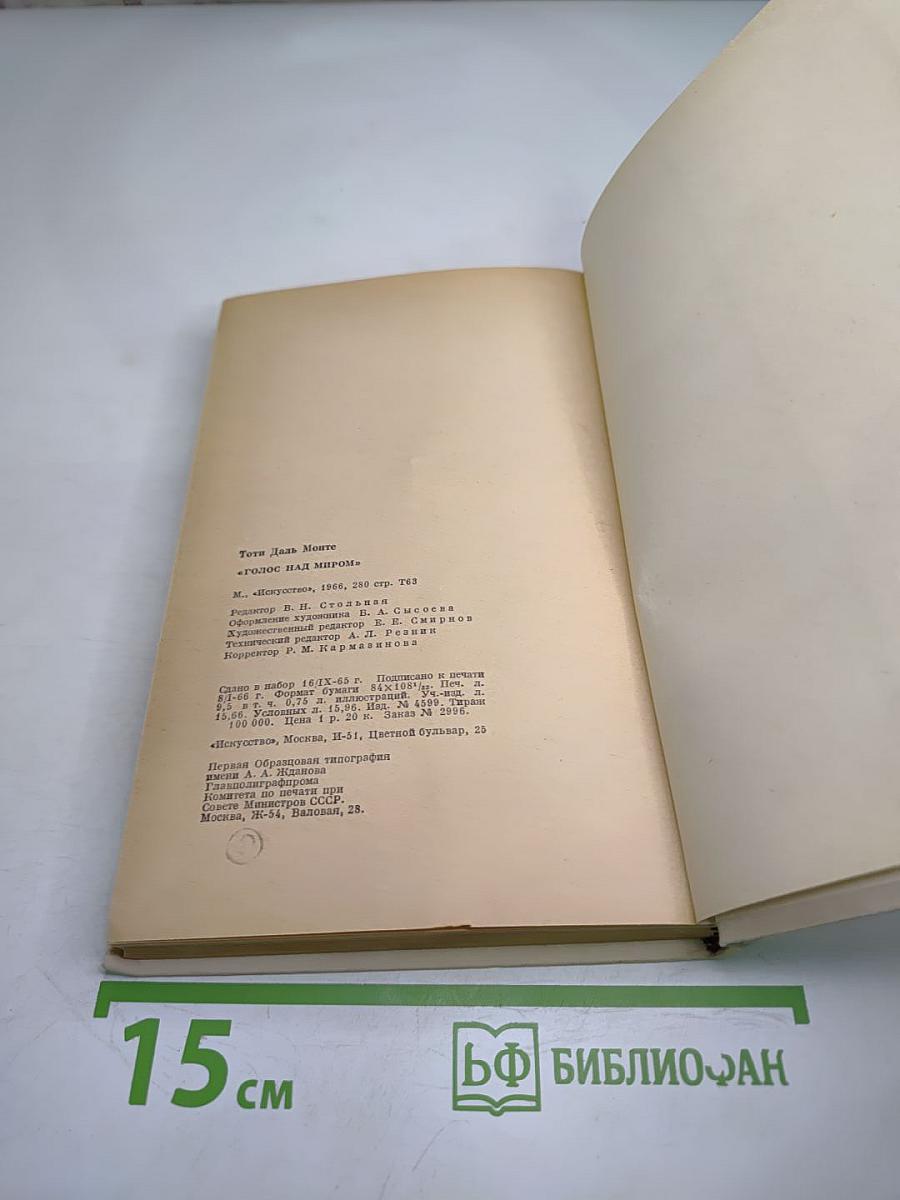 Тоти Даль Монте
«ГОЛОС НАД МИРОМ»
М., «Искусство», 1966, 280 стр. Т63
Редактор В. Н. Стольная
Оформление художника В. А. Сысоева
Художественный редактор Е. Е. Смирнов
Технический редактор А. Л. Резник
Корректор Р. М. Кармазинова
Сдано в набор 16/IX-65 г. Подписано к печати
8/I-66 г. Формат бумаги 84×108¹/₃₂. Печ. л.
9,5 в т. ч. 0,75 л. иллюстраций. Уч.-изд. л.
15,66. Условных л. 15,96. Изд. № 4599. Тираж
100 000. Цена 1 р. 20 к. Заказ № 2996.
«Искусство», Москва, И-51, Цветной бульвар, 25
Первая Образцовая типография
имени А. А. Жданова
Главполиграфпрома
Комитета по печати при
Совете Министров СССР.
Москва, Ж-54, Валовая, 28.
15 см
БФ БИБЛИОФАН